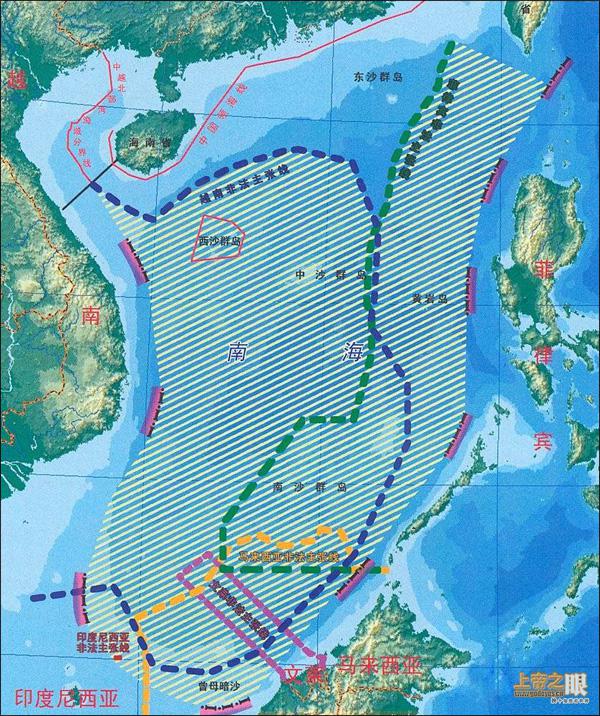 省
东沙群岛
越
中越北部湾海域分界线
中国领海线
海南省
越南非法主张线
菲律宾非法主张线
西沙群岛
中沙群岛
黄岩岛
菲
南
南 海
律
宾
南沙群岛
马来西亚非法主张线
文莱非法主张线
印度尼西亚
非法主张线
文莱
马来西亚
曾母暗沙
印度尼西亚
上帝之眼